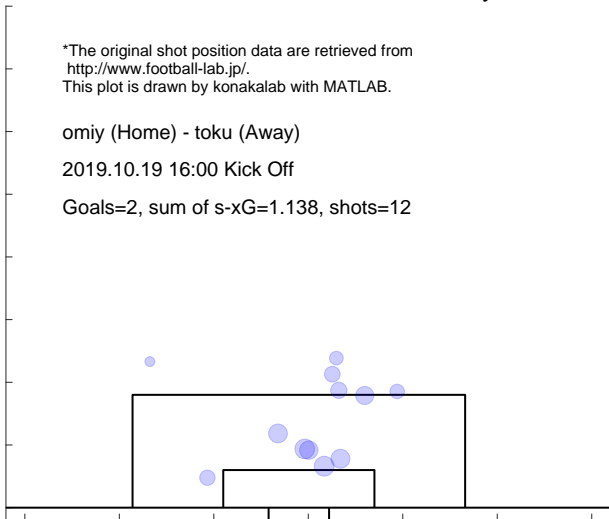 *The original shot position data are retrieved from
http://www.football-lab.jp/.
This plot is drawn by konakalab with MATLAB.
omiy (Home) - toku (Away)
2019.10.19 16:00 Kick Off
Goals=2, sum of s-xG=1.138, shots=12